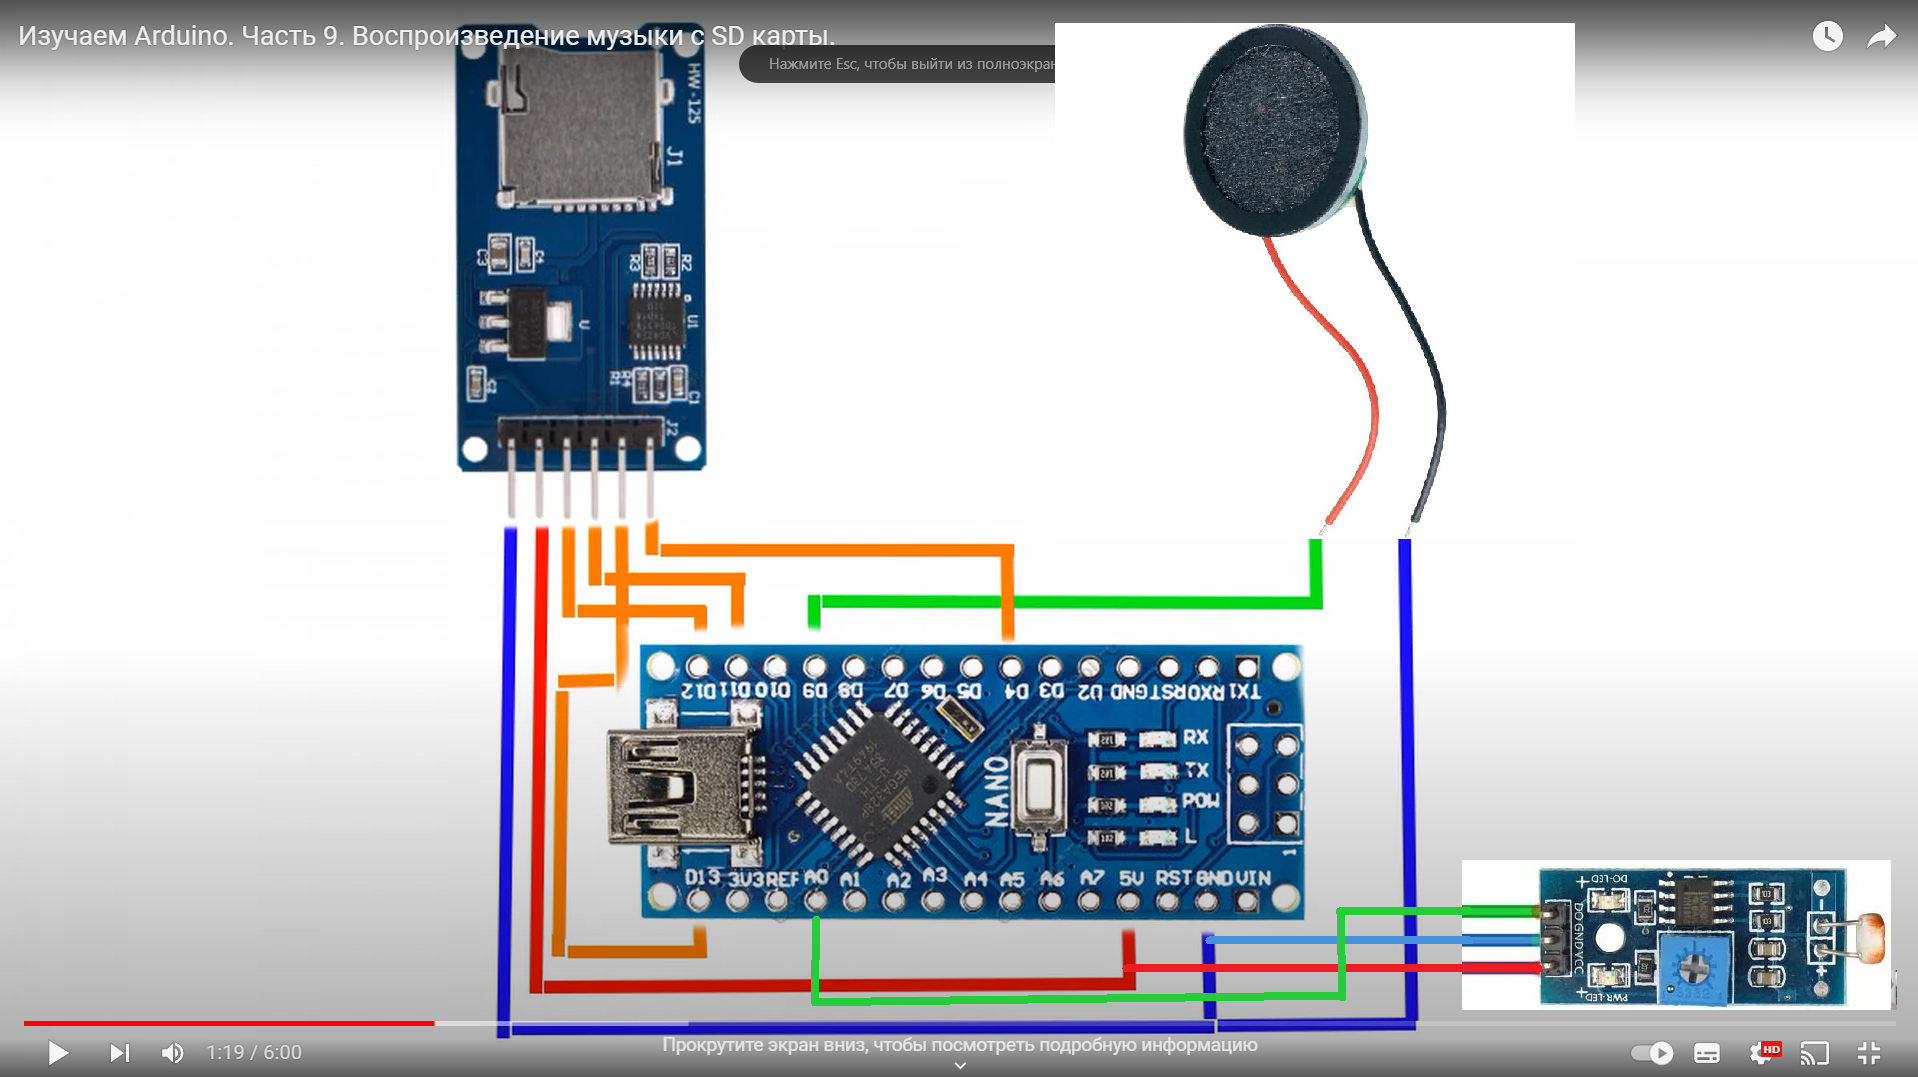 Изучаем Arduino. Часть 9. Воспроизведение музыки с SD карты.
Нажмите Esc, чтобы выйти из полноэкран
HW-125
J1
C3 C4 R3 R2
U U1
C2 R1 R4 C1
J2
D12 D11 D10 D9 D8 D7 D6 D5 D4 D3 D2 GND RST RX0 TX1
RX
TX
POW
L
NANO
1
D13 3V3 REF A0 A1 A2 A3 A4 A5 A6 A7 5V RST GND VIN
DO-LED
DO GND VCC
PWR-LED
1:19 / 6:00
Прокрутите экран вниз, чтобы посмотреть подробную информацию
HD